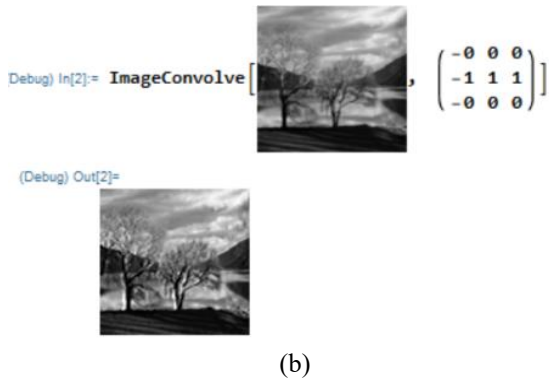 (Debug) In[2]:= ImageConvolve[ , ( -0 0 0
-1 1 1
-0 0 0 ) ]
(Debug) Out[2]=
(b)